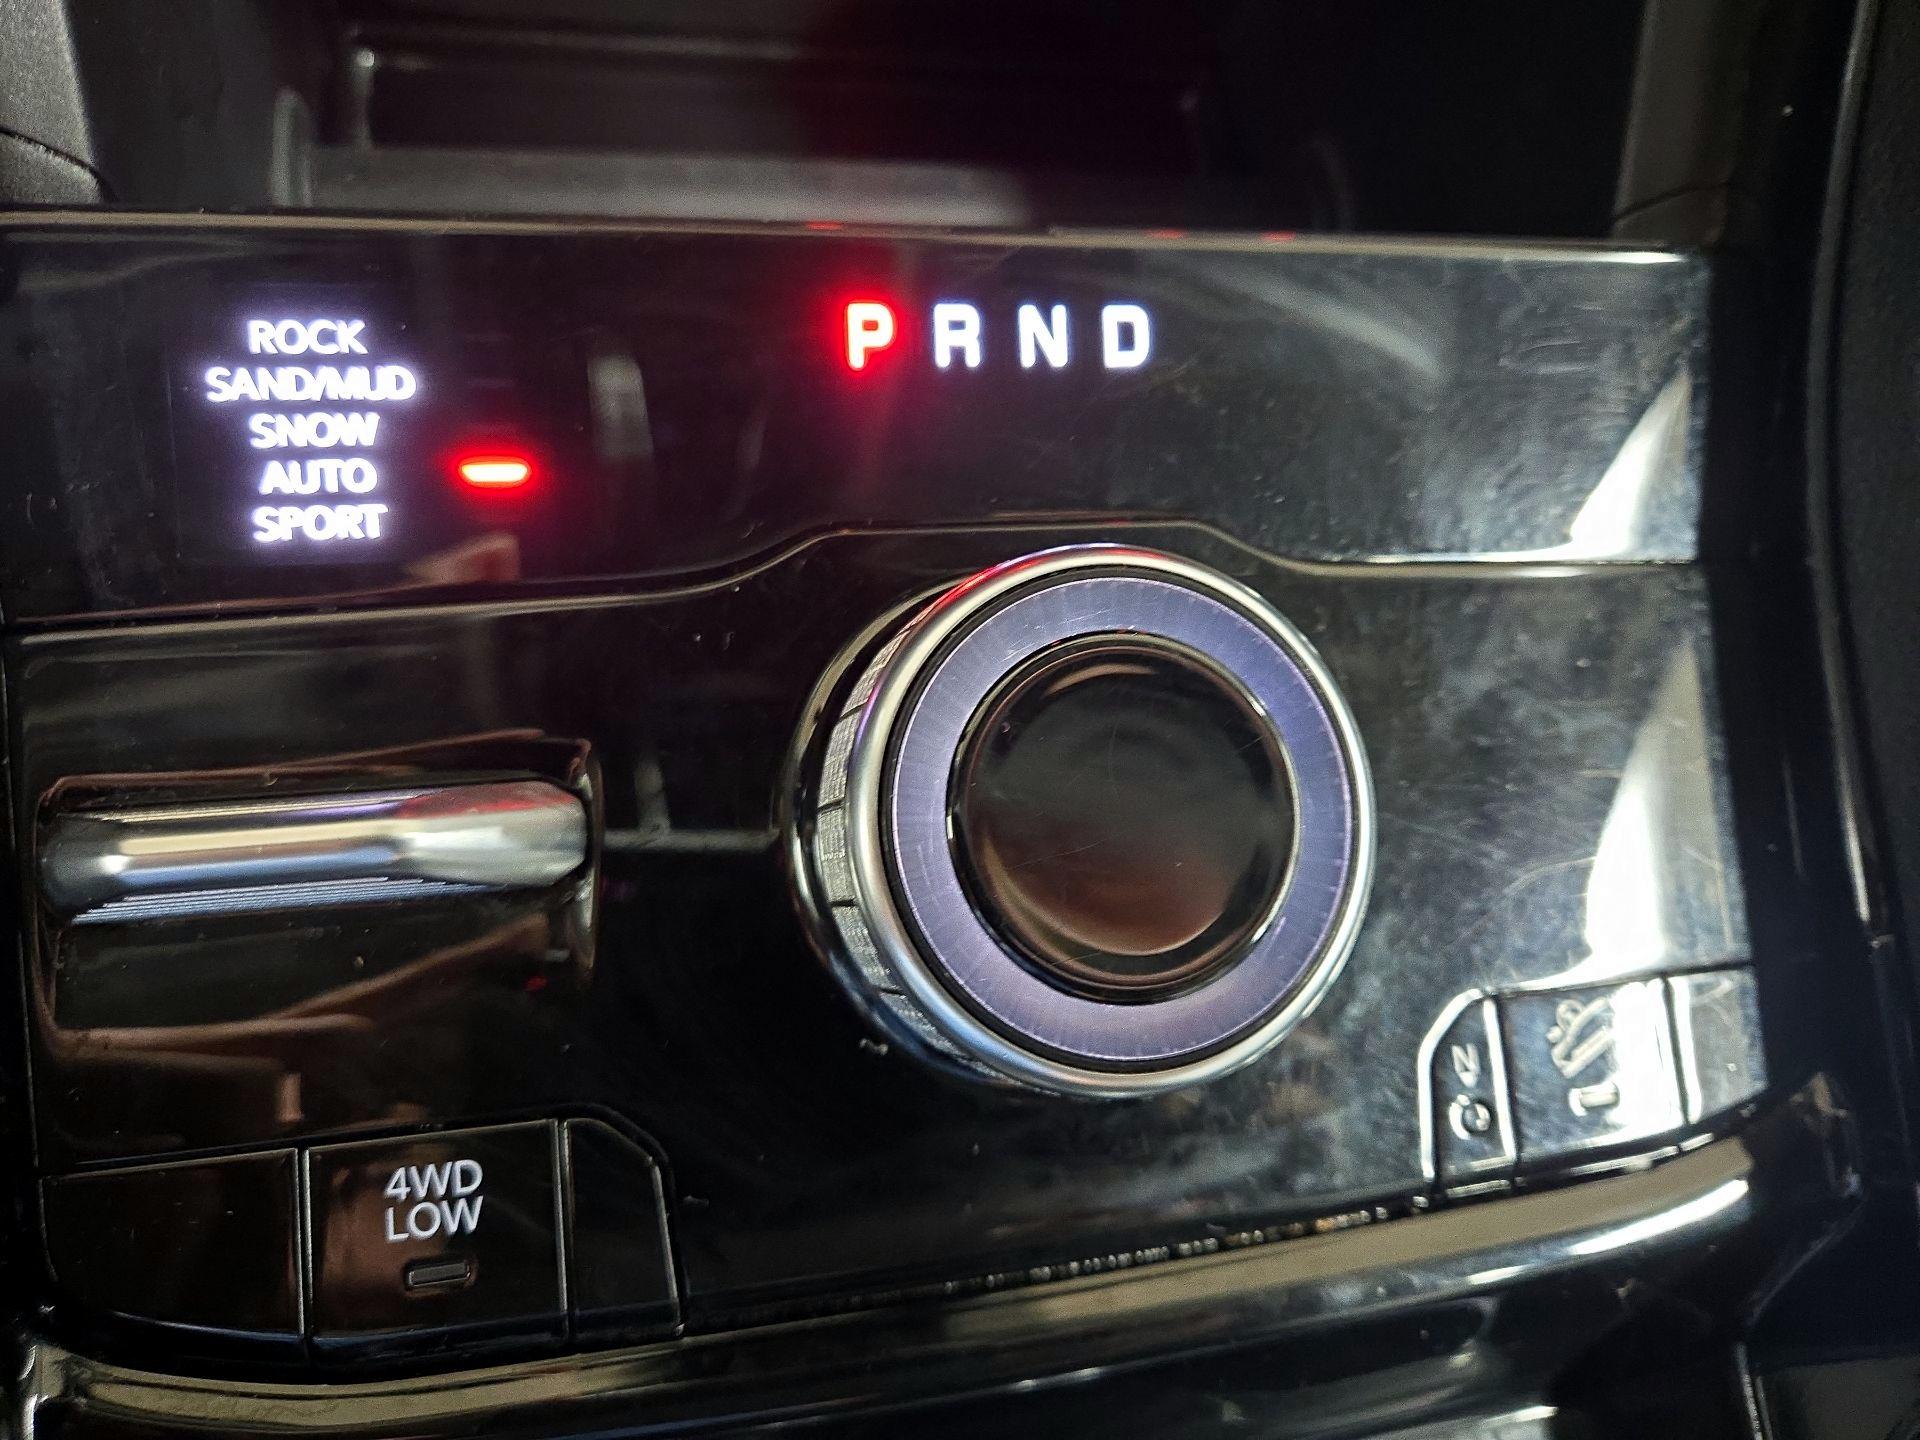 ROCK
SAND/MUD
SNOW
AUTO
SPORT
P R N D
4WD
LOW